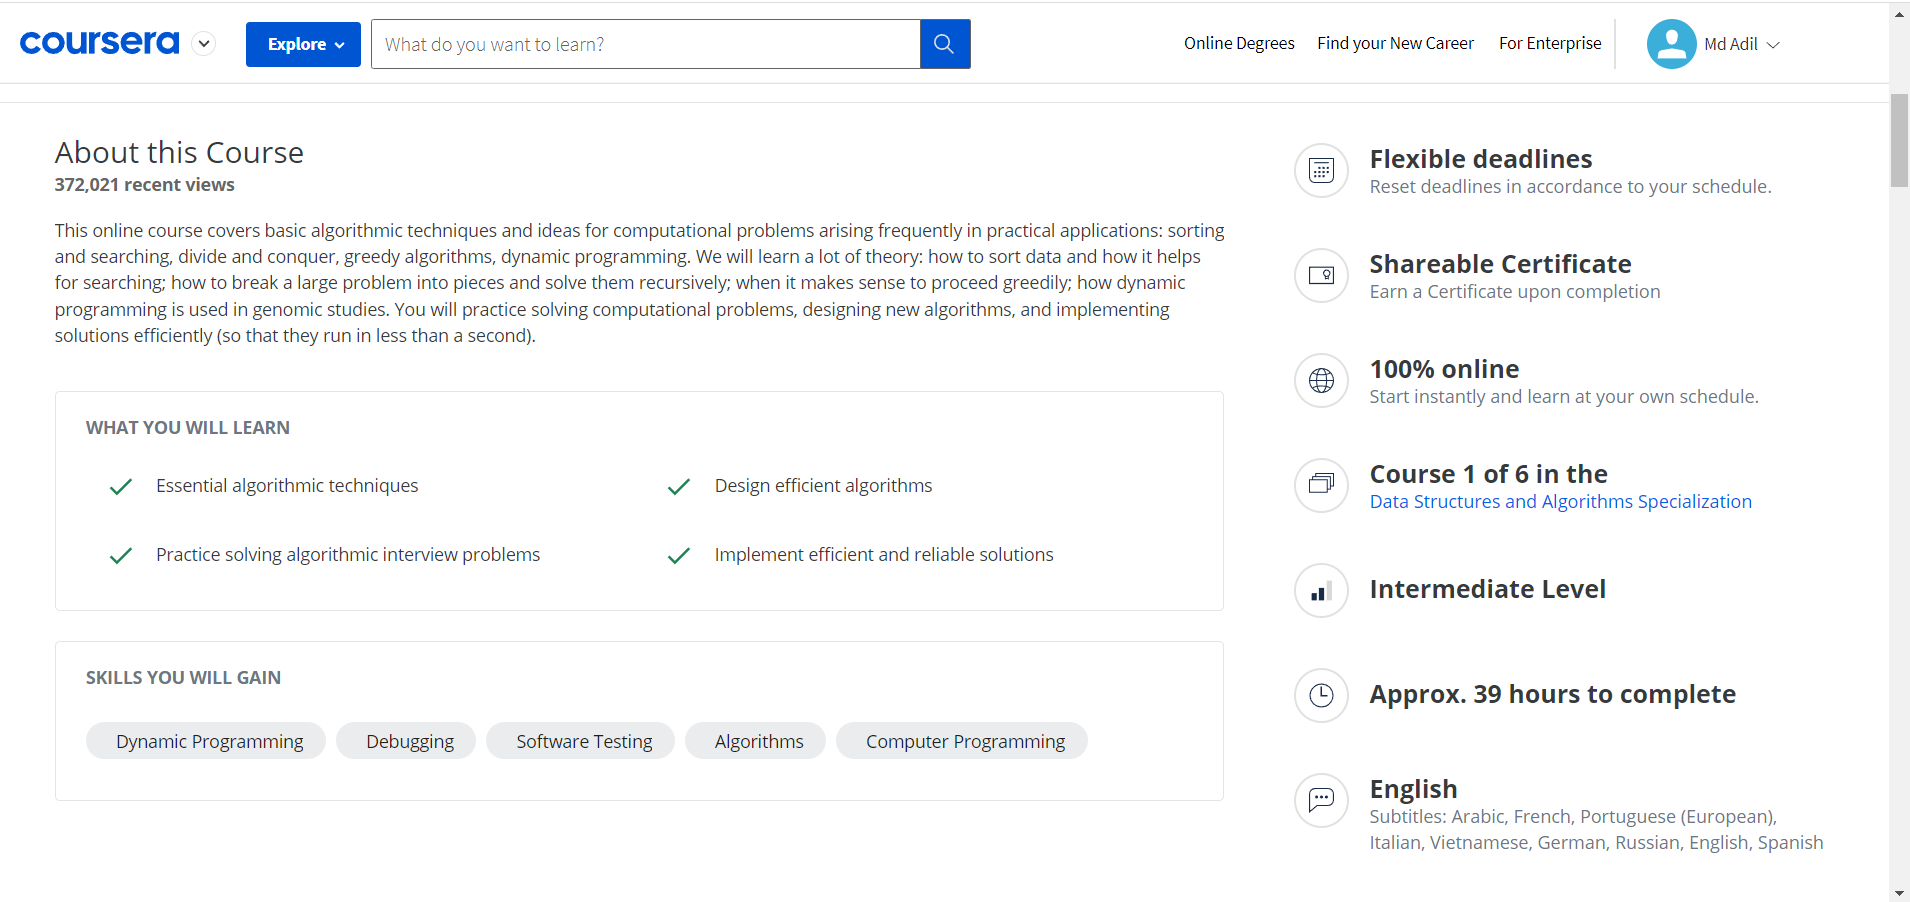 coursera
Explore
What do you want to learn?
Online Degrees
Find your New Career
For Enterprise
Md Adil
About this Course
372,021 recent views
This online course covers basic algorithmic techniques and ideas for computational problems arising frequently in practical applications: sorting
and searching, divide and conquer, greedy algorithms, dynamic programming. We will learn a lot of theory: how to sort data and how it helps
for searching; how to break a large problem into pieces and solve them recursively; when it makes sense to proceed greedily; how dynamic
programming is used in genomic studies. You will practice solving computational problems, designing new algorithms, and implementing
solutions efficiently (so that they run in less than a second).
WHAT YOU WILL LEARN
Essential algorithmic techniques
Design efficient algorithms
Practice solving algorithmic interview problems
Implement efficient and reliable solutions
SKILLS YOU WILL GAIN
Dynamic Programming
Debugging
Software Testing
Algorithms
Computer Programming
Flexible deadlines
Reset deadlines in accordance to your schedule.
Shareable Certificate
Earn a Certificate upon completion
100% online
Start instantly and learn at your own schedule.
Course 1 of 6 in the
Data Structures and Algorithms Specialization
Intermediate Level
Approx. 39 hours to complete
English
Subtitles: Arabic, French, Portuguese (European),
Italian, Vietnamese, German, Russian, English, Spanish